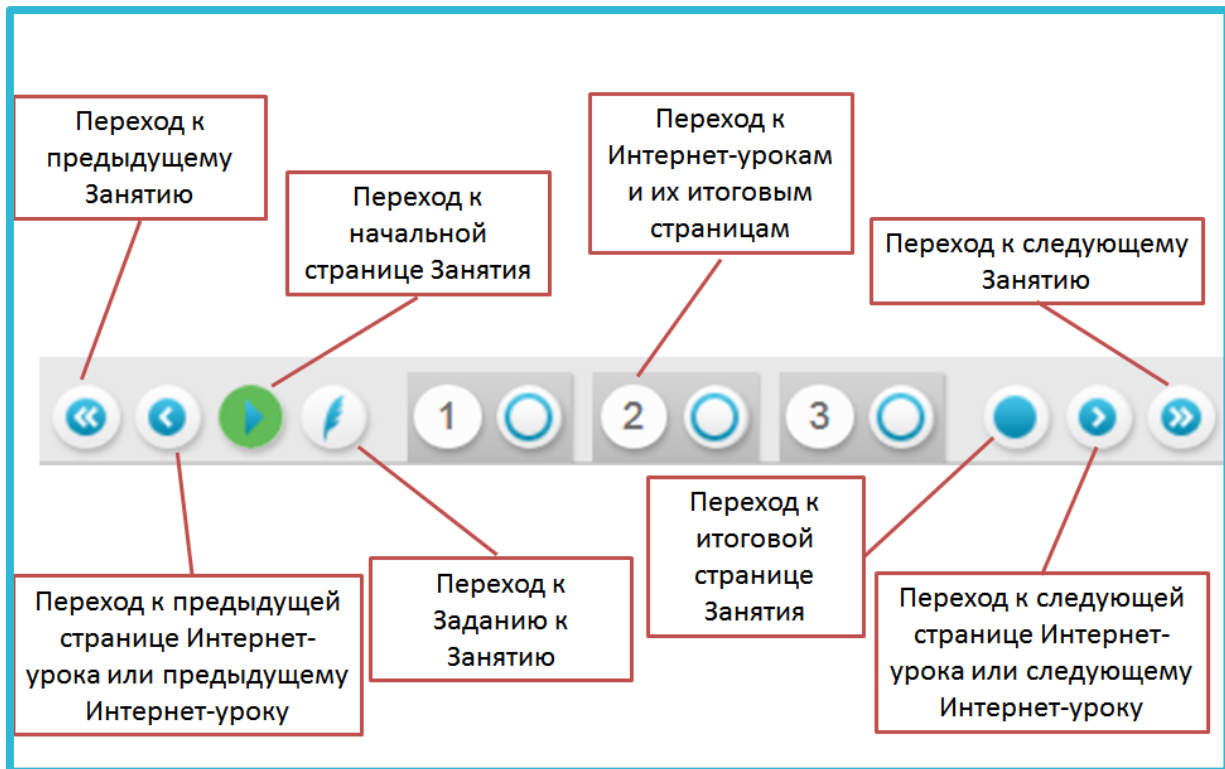 Переход к
предыдущему
Занятию
Переход к
начальной
странице Занятия
Переход к
Интернет-урокам
и их итоговым
страницам
Переход к следующему
Занятию
1
2
3
Переход к предыдущей
странице Интернет-
урока или предыдущему
Интернет-уроку
Переход к
Заданию к
Занятию
Переход к
итоговой
странице
Занятия
Переход к следующей
странице Интернет-
урока или следующему
Интернет-уроку